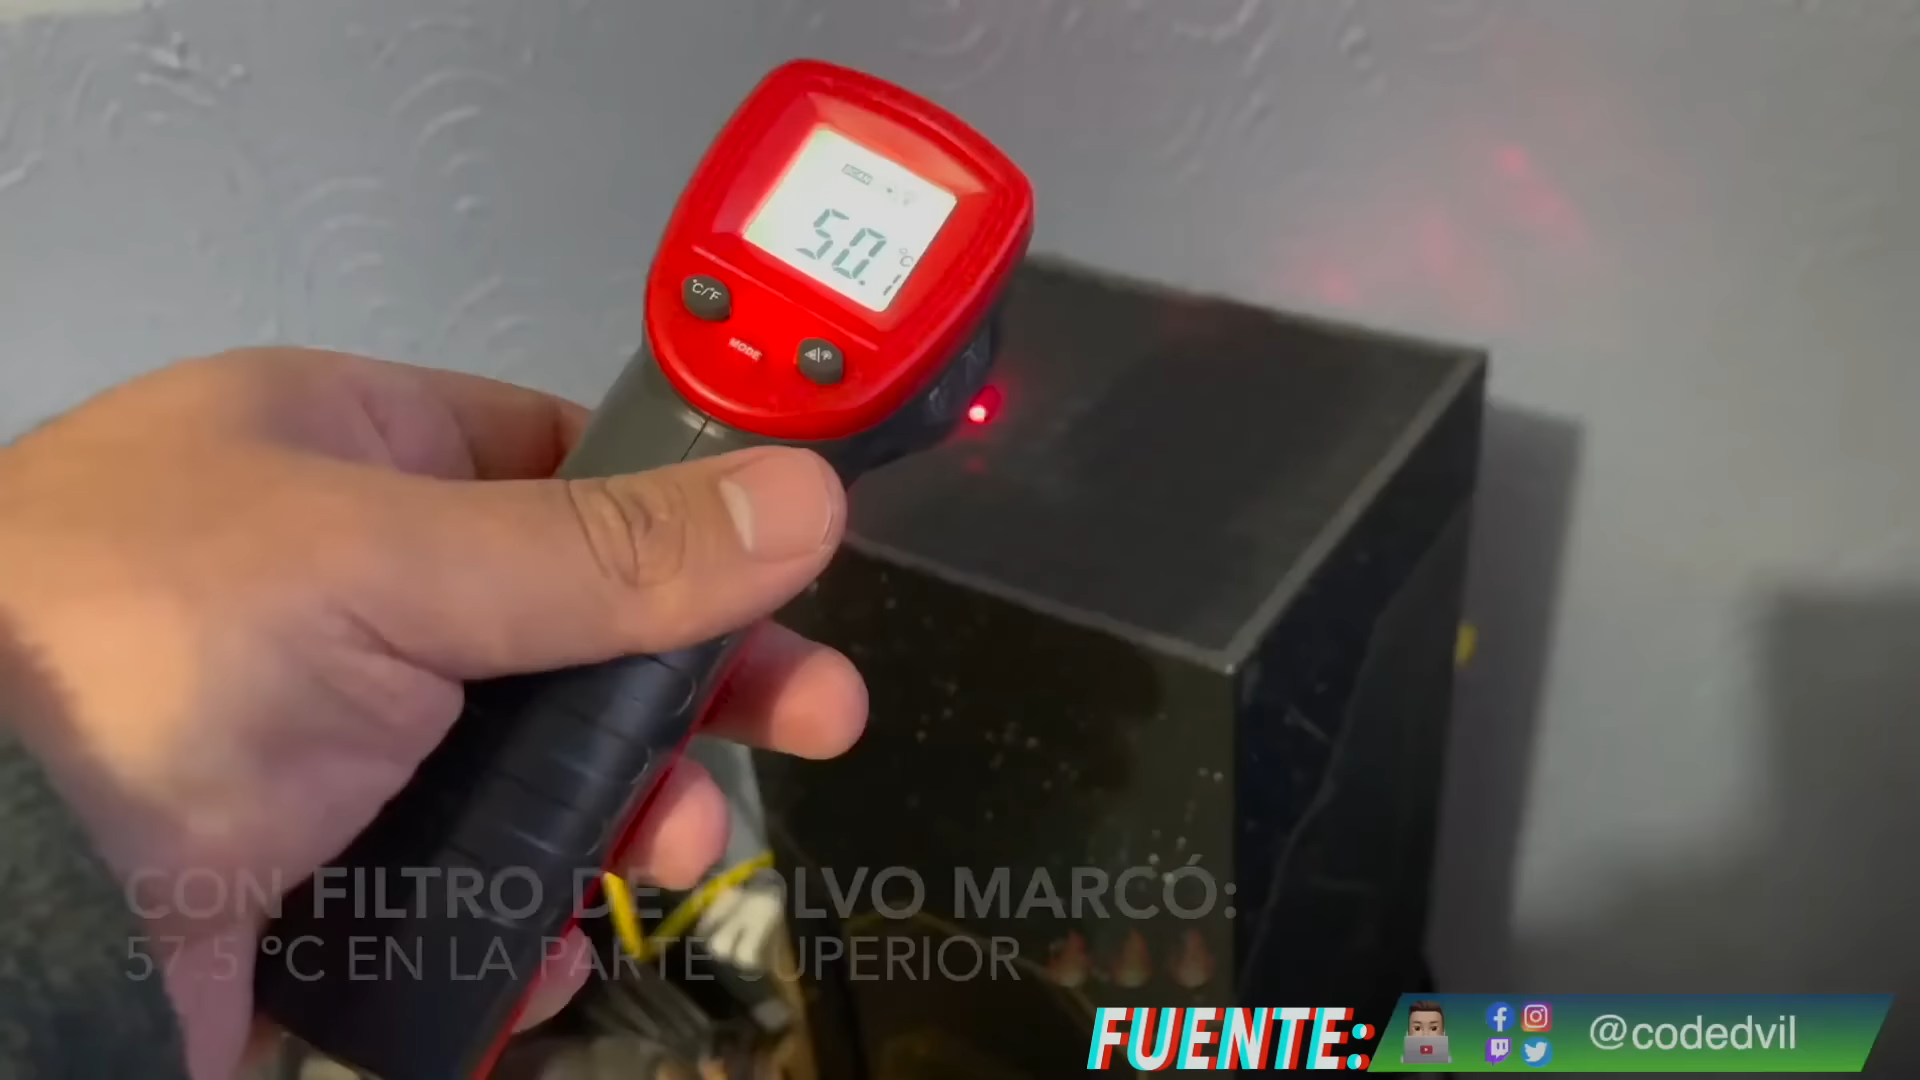 50.1 °C
°C/°F
MODE
CON FILTRO DE POLVO MARCÓ:
57.5 °C EN LA PARTE SUPERIOR 🔥🔥🔥
FUENTE:
@codedvil